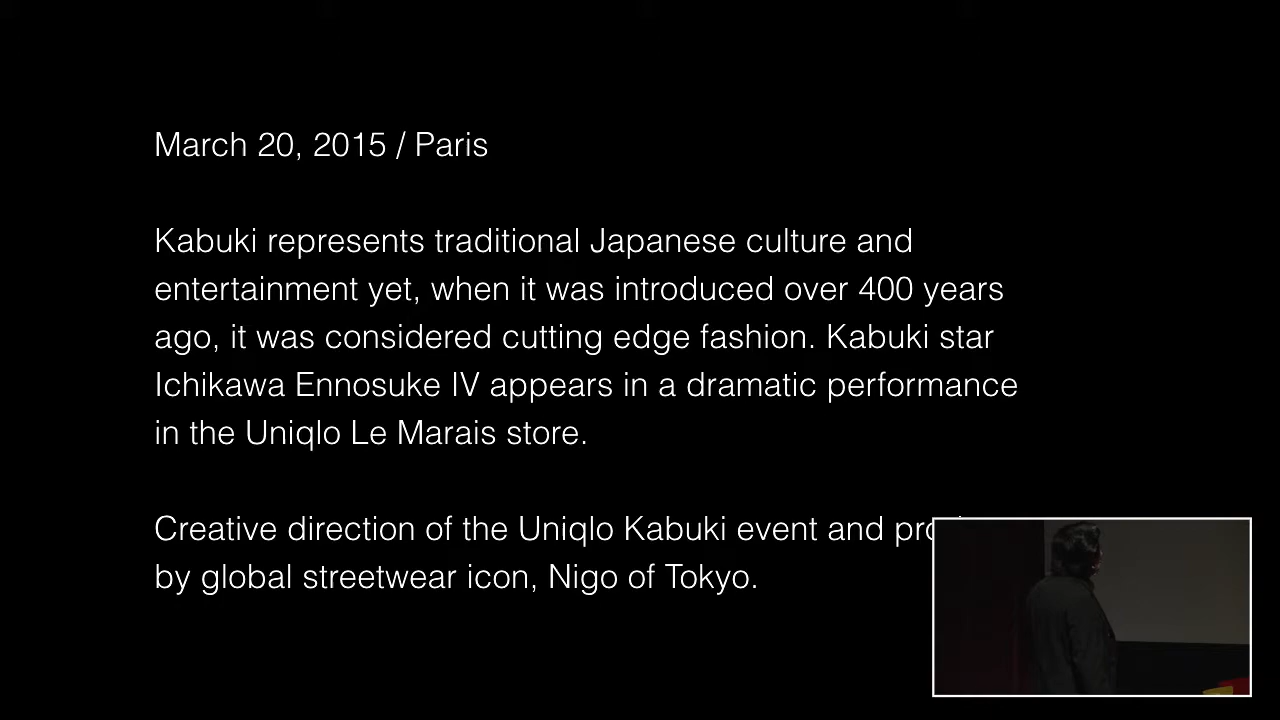 March 20, 2015 / Paris
Kabuki represents traditional Japanese culture and
entertainment yet, when it was introduced over 400 years
ago, it was considered cutting edge fashion. Kabuki star
Ichikawa Ennosuke IV appears in a dramatic performance
in the Uniqlo Le Marais store.
Creative direction of the Uniqlo Kabuki event and
by global streetwear icon, Nigo of Tokyo.